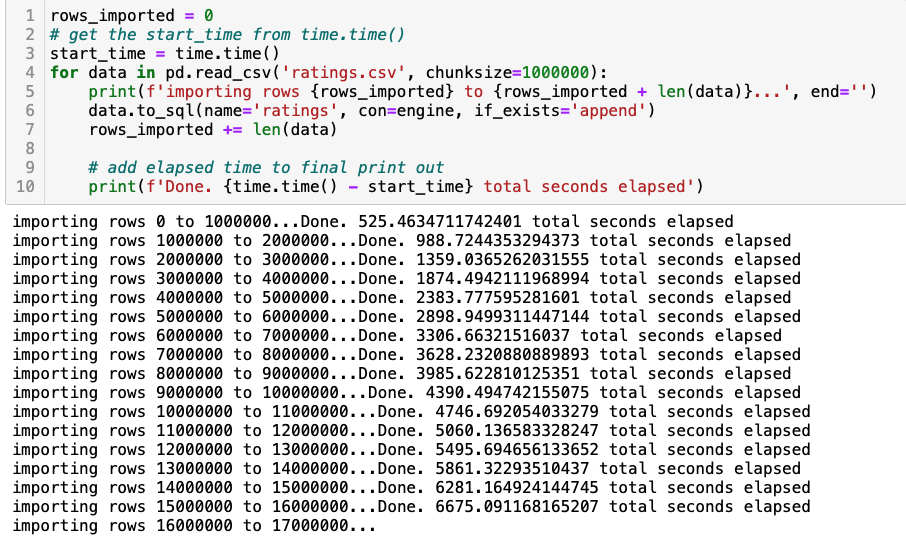 1 rows_imported = 0
2 # get the start_time from time.time()
3 start_time = time.time()
4 for data in pd.read_csv('ratings.csv', chunksize=1000000):
5     print(f'importing rows {rows_imported} to {rows_imported + len(data)}...', end='')
6     data.to_sql(name='ratings', con=engine, if_exists='append')
7     rows_imported += len(data)
8
9     # add elapsed time to final print out
10     print(f'Done. {time.time() - start_time} total seconds elapsed')
importing rows 0 to 1000000...Done. 525.4634711742401 total seconds elapsed
importing rows 1000000 to 2000000...Done. 988.7244353294373 total seconds elapsed
importing rows 2000000 to 3000000...Done. 1359.0365262031555 total seconds elapsed
importing rows 3000000 to 4000000...Done. 1874.4942111968994 total seconds elapsed
importing rows 4000000 to 5000000...Done. 2383.777595281601 total seconds elapsed
importing rows 5000000 to 6000000...Done. 2898.9499311447144 total seconds elapsed
importing rows 6000000 to 7000000...Done. 3306.66321516037 total seconds elapsed
importing rows 7000000 to 8000000...Done. 3628.2320880889893 total seconds elapsed
importing rows 8000000 to 9000000...Done. 3985.622810125351 total seconds elapsed
importing rows 9000000 to 10000000...Done. 4390.494742155075 total seconds elapsed
importing rows 10000000 to 11000000...Done. 4746.692054033279 total seconds elapsed
importing rows 11000000 to 12000000...Done. 5060.136583328247 total seconds elapsed
importing rows 12000000 to 13000000...Done. 5495.694656133652 total seconds elapsed
importing rows 13000000 to 14000000...Done. 5861.32293510437 total seconds elapsed
importing rows 14000000 to 15000000...Done. 6281.164924144745 total seconds elapsed
importing rows 15000000 to 16000000...Done. 6675.091168165207 total seconds elapsed
importing rows 16000000 to 17000000...